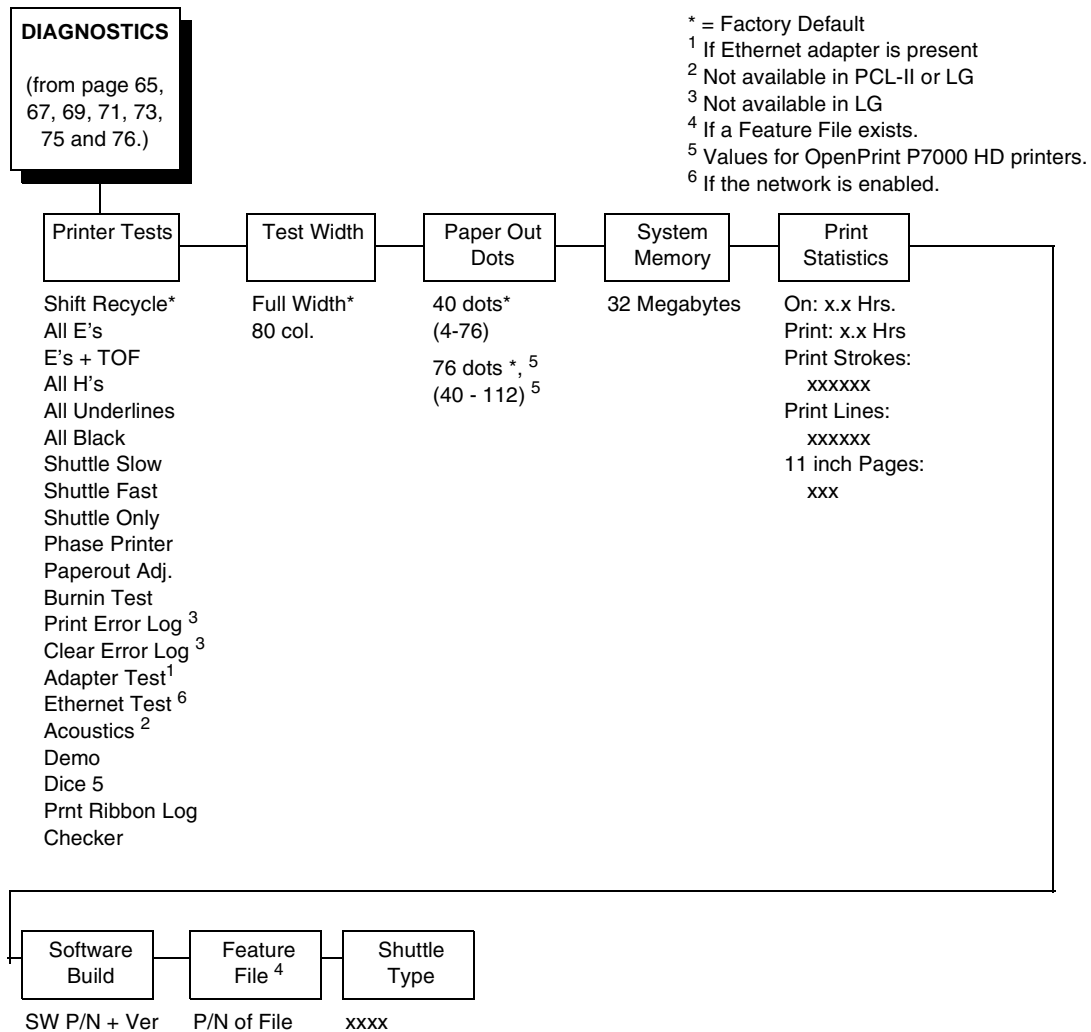 DIAGNOSTICS
(from page 65,
67, 69, 71, 73,
75 and 76.)
* = Factory Default
1 If Ethernet adapter is present
2 Not available in PCL-II or LG
3 Not available in LG
4 If a Feature File exists.
5 Values for OpenPrint P7000 HD printers.
6 If the network is enabled.
Printer Tests
Shift Recycle*
All E's
E's + TOF
All H's
All Underlines
All Black
Shuttle Slow
Shuttle Fast
Shuttle Only
Phase Printer
Paperout Adj.
Burnin Test
Print Error Log 3
Clear Error Log 3
Adapter Test1
Ethernet Test 6
Acoustics 2
Demo
Dice 5
Prnt Ribbon Log
Checker
Test Width
Full Width*
80 col.
Paper Out
Dots
40 dots*
(4-76)
76 dots *, 5
(40 - 112) 5
System
Memory
32 Megabytes
Print
Statistics
On: x.x Hrs.
Print: x.x Hrs
Print Strokes:
xxxxxx
Print Lines:
xxxxxx
11 inch Pages:
xxx
Software
Build
SW P/N + Ver
Feature
File 4
P/N of File
Shuttle
Type
xxxx